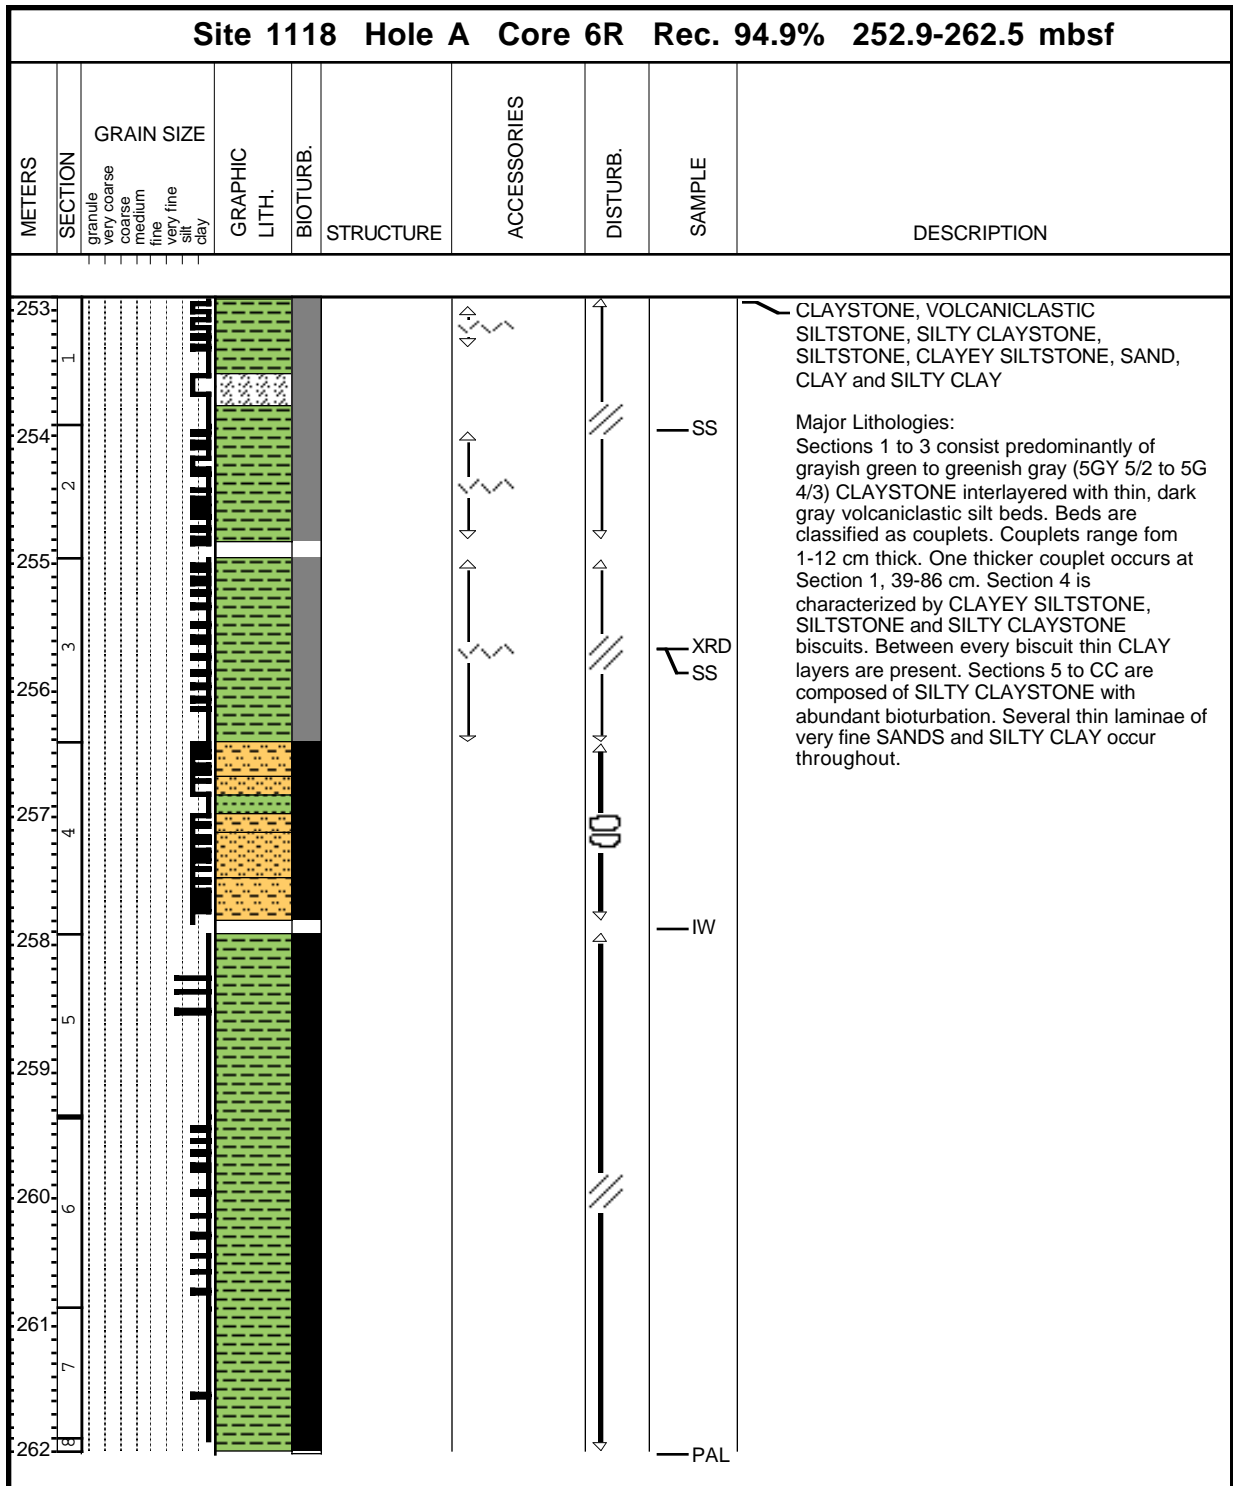 Site 1118 Hole A Core 6R Rec. 94.9% 252.9-262.5 mbsf
METERS
SECTION
GRAIN SIZE
granule
very coarse
coarse
medium
fine
very fine
silt
clay
GRAPHIC
LITH.
BIOTURB.
STRUCTURE
ACCESSORIES
DISTURB.
SAMPLE
DESCRIPTION
253
254
255
256
257
258
259
260
261
262
1
2
3
4
5
6
7
8
SS
XRD
SS
IW
PAL
CLAYSTONE, VOLCANICLASTIC
SILTSTONE, SILTY CLAYSTONE,
SILTSTONE, CLAYEY SILTSTONE, SAND,
CLAY and SILTY CLAY
Major Lithologies:
Sections 1 to 3 consist predominantly of
grayish green to greenish gray (5GY 5/2 to 5G
4/3) CLAYSTONE interlayered with thin, dark
gray volcaniclastic silt beds. Beds are
classified as couplets. Couplets range fom
1-12 cm thick. One thicker couplet occurs at
Section 1, 39-86 cm. Section 4 is
characterized by CLAYEY SILTSTONE,
SILTSTONE and SILTY CLAYSTONE
biscuits. Between every biscuit thin CLAY
layers are present. Sections 5 to CC are
composed of SILTY CLAYSTONE with
abundant bioturbation. Several thin laminae of
very fine SANDS and SILTY CLAY occur
throughout.